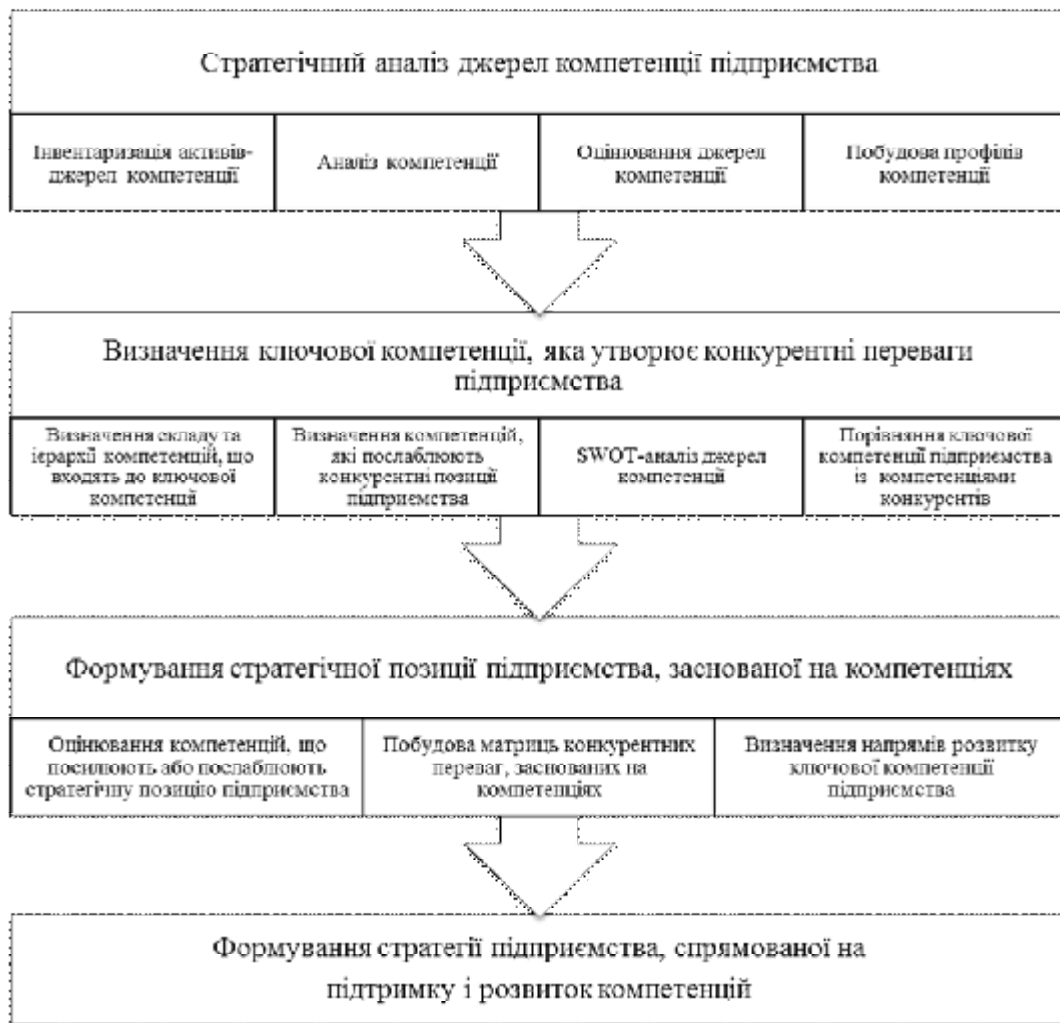 Стратегічний аналіз джерел компетенції підприємства
Інвентаризація активів-
джерел компетенції
Аналіз компетенції
Оцінювання джерел
компетенції
Побудова профілів
компетенції
Визначення ключової компетенції, яка утворює конкурентні переваги
підприємства
Визначення складу та
ієрархії компетенцій, що
входять до ключової
компетенції
Визначення компетенцій,
які послаблюють
конкурентні позиції
підприємства
SWOT-аналіз джерел
компетенції
Порівняння ключової
компетенції підприємства
із компетенціями
конкурентів
Формування стратегічної позиції підприємства, заснованої на компетенціях
Оцінювання компетенцій, що
посилюють або послаблюють
стратегічну позицію підприємства
Побудова матриць конкурентних
переваг, заснованих на
компетенціях
Визначення напрямів розвитку
ключової компетенції
підприємства
Формування стратегії підприємства, спрямованої на
підтримку і розвиток компетенцій